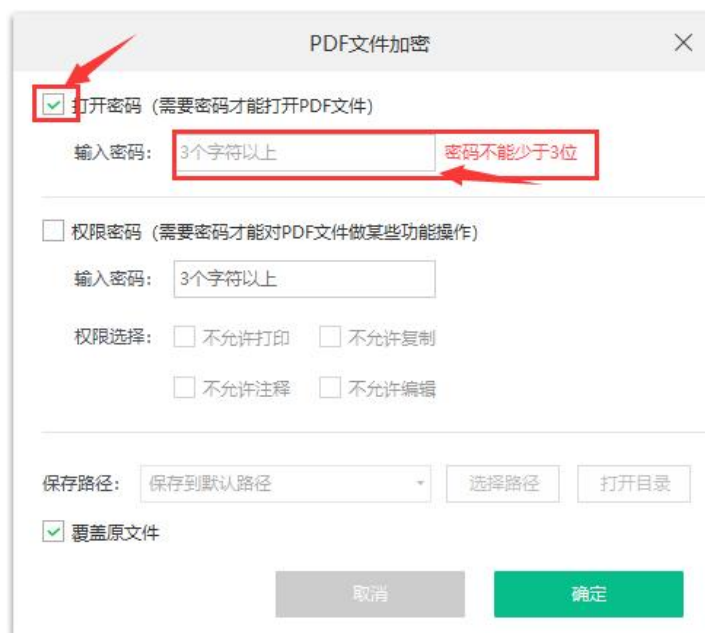 PDF文件加密
打开密码（需要密码才能打开PDF文件）
输入密码： 3个字符以上 密码不能少于3位
权限密码（需要密码才能对PDF文件做某些功能操作）
输入密码： 3个字符以上
权限选择： 不允许打印 不允许复制
不允许注释 不允许编辑
保存路径： 保存到默认路径 选择路径 打开目录
覆盖原文件
取消 确定